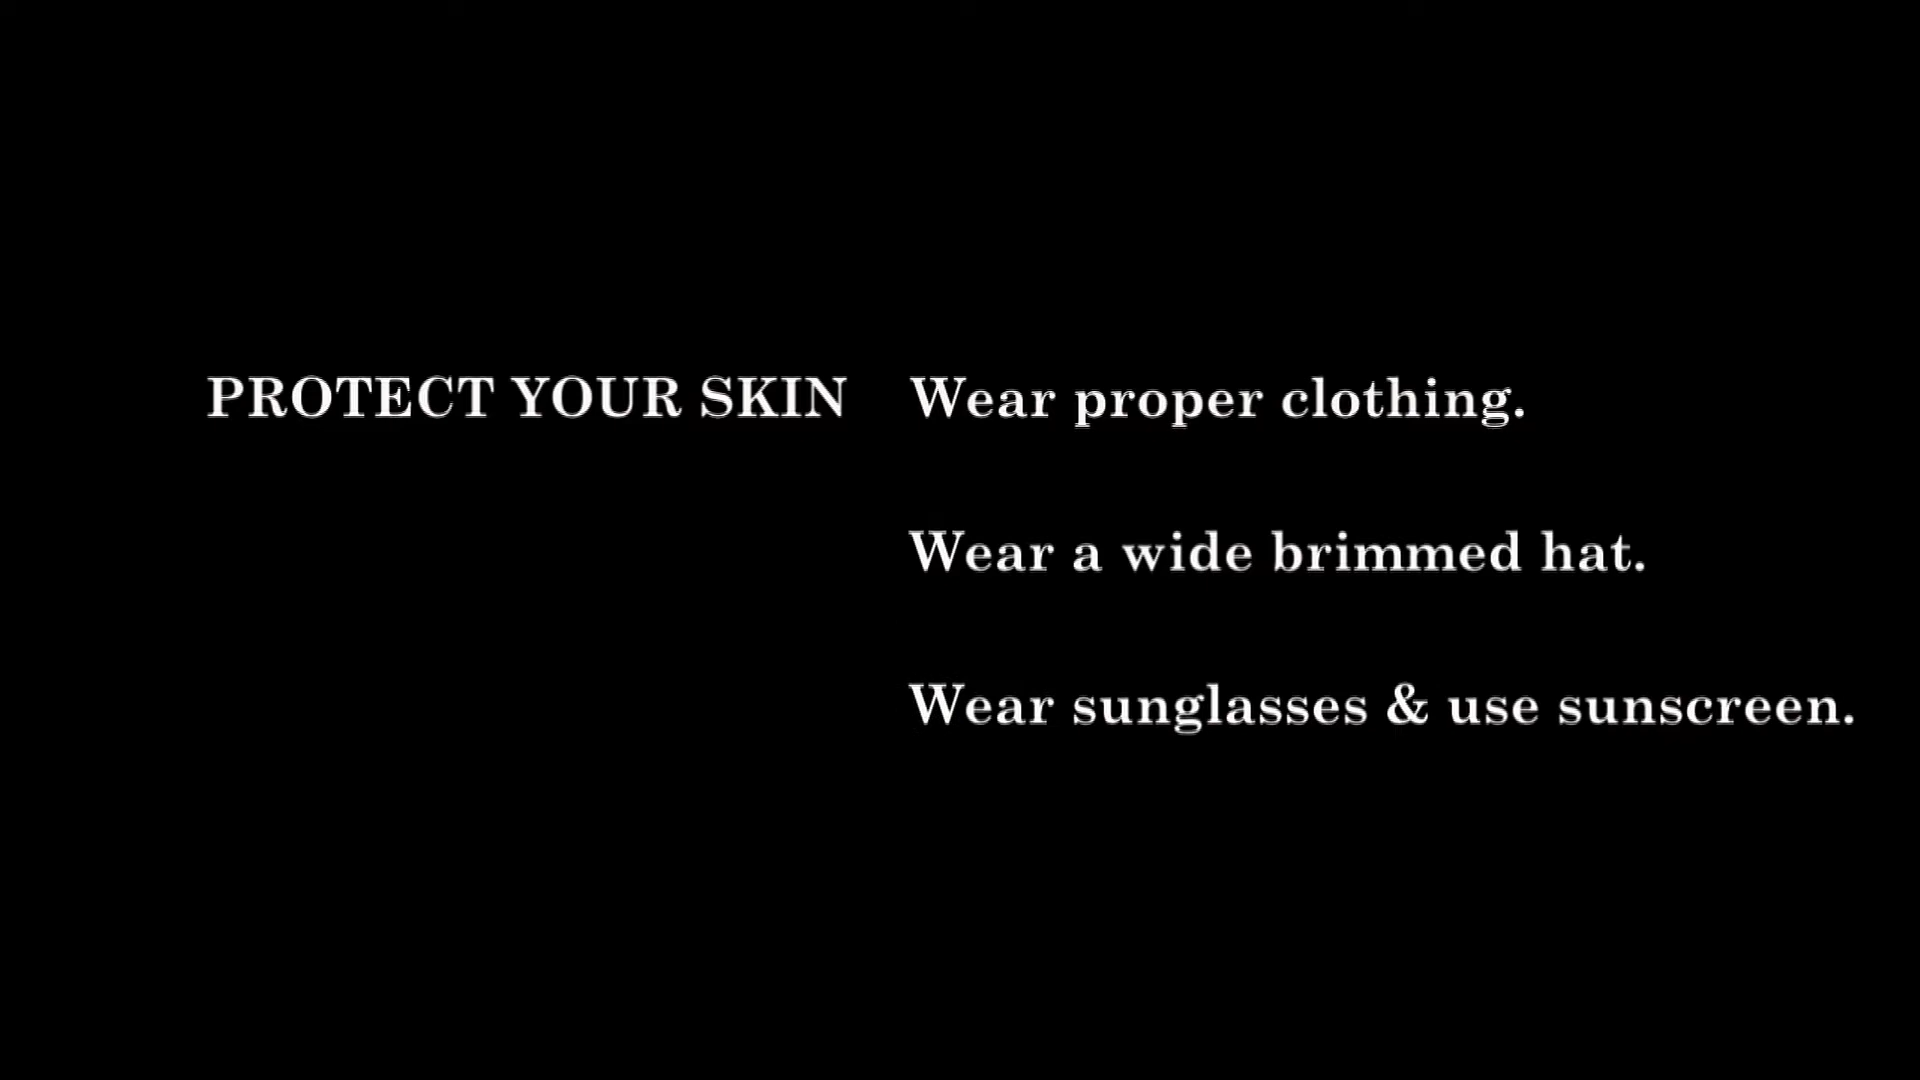 PROTECT YOUR SKIN Wear proper clothing.
Wear a wide brimmed hat.
Wear sunglasses & use sunscreen.